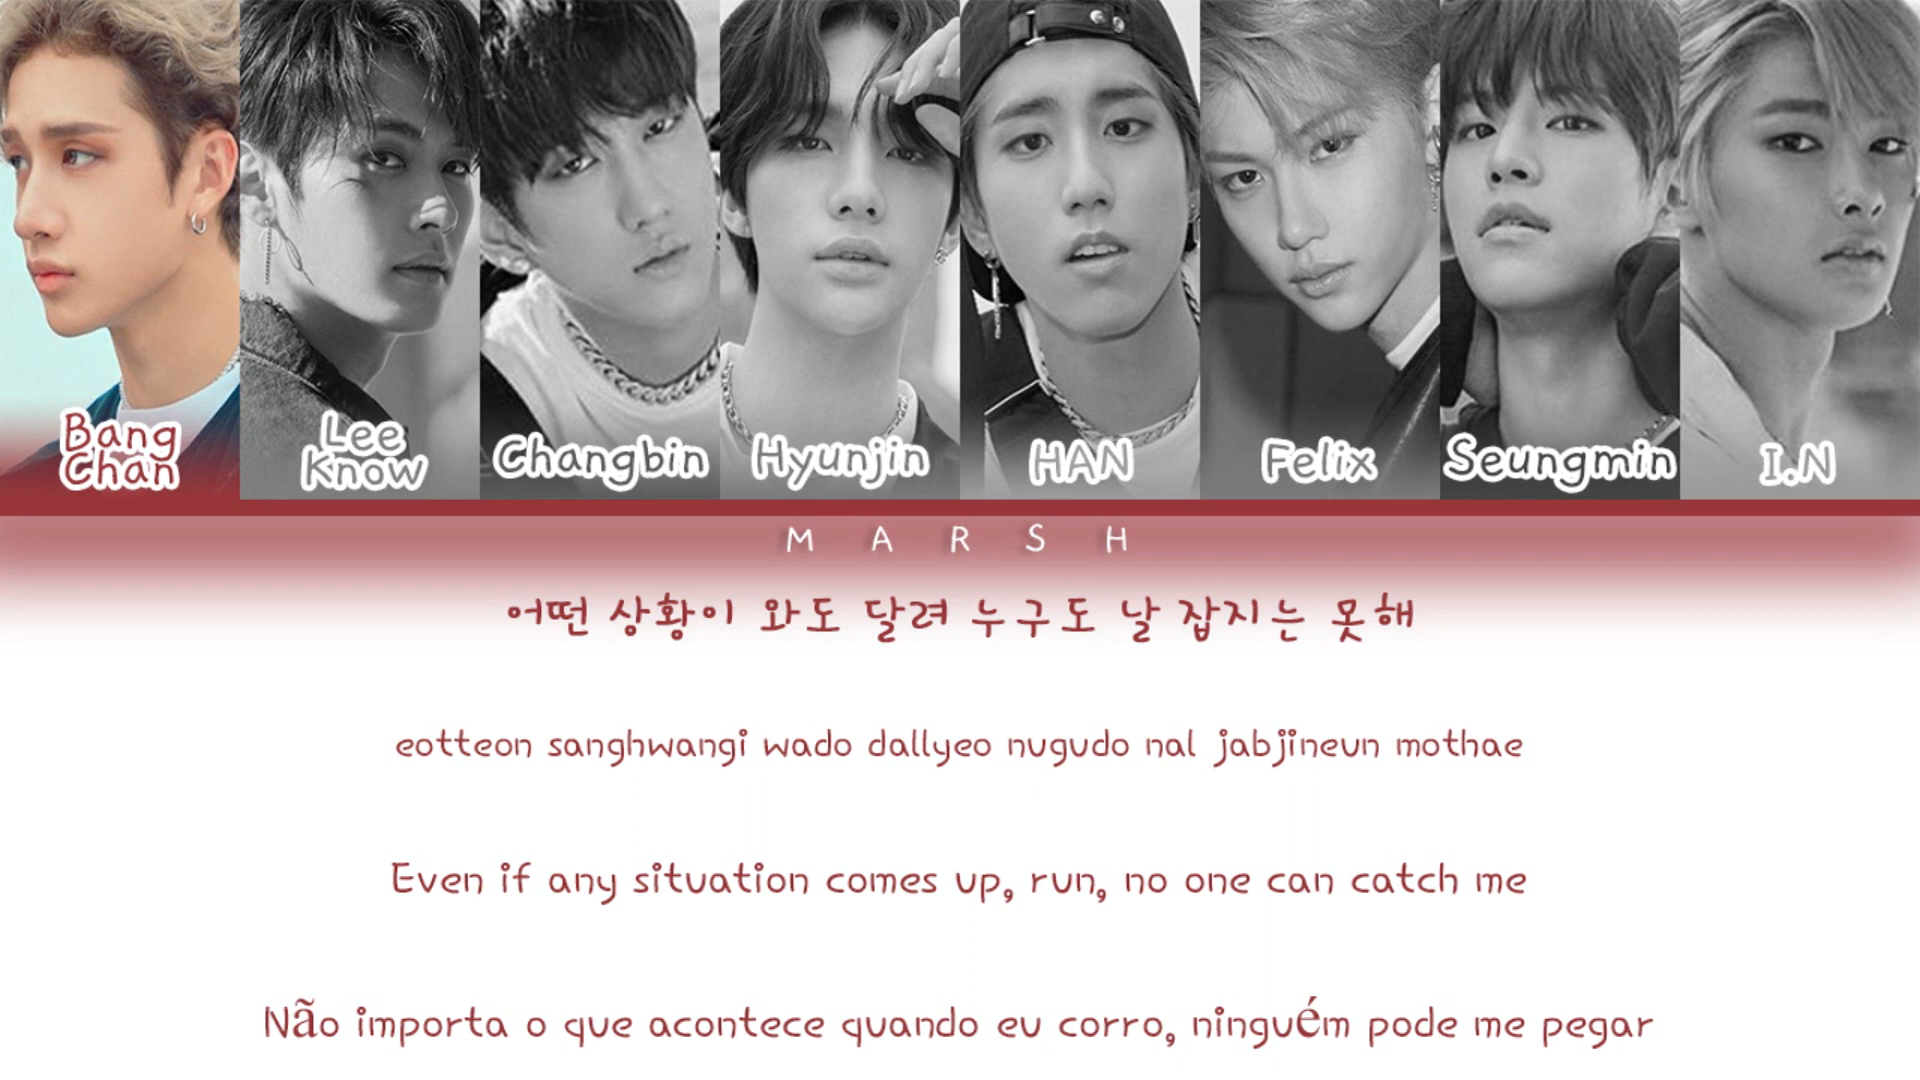 Bang
Chan
Lee
Know
Changbin
Hyunjin
HAN
Felix
Seungmin
I.N
M A R S H
어떤 상황이 와도 달려 누구도 날 잡지는 못해
eotteon sanghwangi wado dallyeo nugudo nal jabjineun mothae
Even if any situation comes up, run, no one can catch me
Não importa o que acontece quando eu corro, ninguém pode me pegar